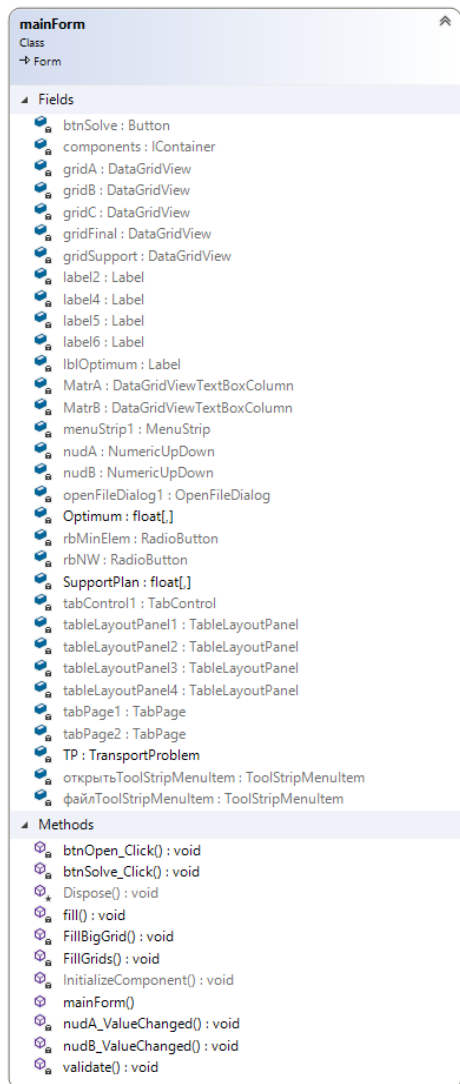 mainForm
Class
→ Form
Fields
btnSolve : Button
components : IContainer
gridA : DataGridView
gridB : DataGridView
gridC : DataGridView
gridFinal : DataGridView
gridSupport : DataGridView
label2 : Label
label4 : Label
label5 : Label
label6 : Label
lblOptimum : Label
MatrA : DataGridViewTextBoxColumn
MatrB : DataGridViewTextBoxColumn
menuStrip1 : MenuStrip
nudA : NumericUpDown
nudB : NumericUpDown
openFileDialog1 : OpenFileDialog
Optimum : float[,]
rbMinElem : RadioButton
rbNW : RadioButton
SupportPlan : float[,]
tabControl1 : TabControl
tableLayoutPanel1 : TableLayoutPanel
tableLayoutPanel2 : TableLayoutPanel
tableLayoutPanel3 : TableLayoutPanel
tableLayoutPanel4 : TableLayoutPanel
tabPage1 : TabPage
tabPage2 : TabPage
TP : TransportProblem
открытьToolStripMenuItem : ToolStripMenuItem
файлToolStripMenuItem : ToolStripMenuItem
Methods
btnOpen_Click() : void
btnSolve_Click() : void
Dispose() : void
fill() : void
FillBigGrid() : void
FillGrids() : void
InitializeComponent() : void
mainForm()
nudA_ValueChanged() : void
nudB_ValueChanged() : void
validate() : void